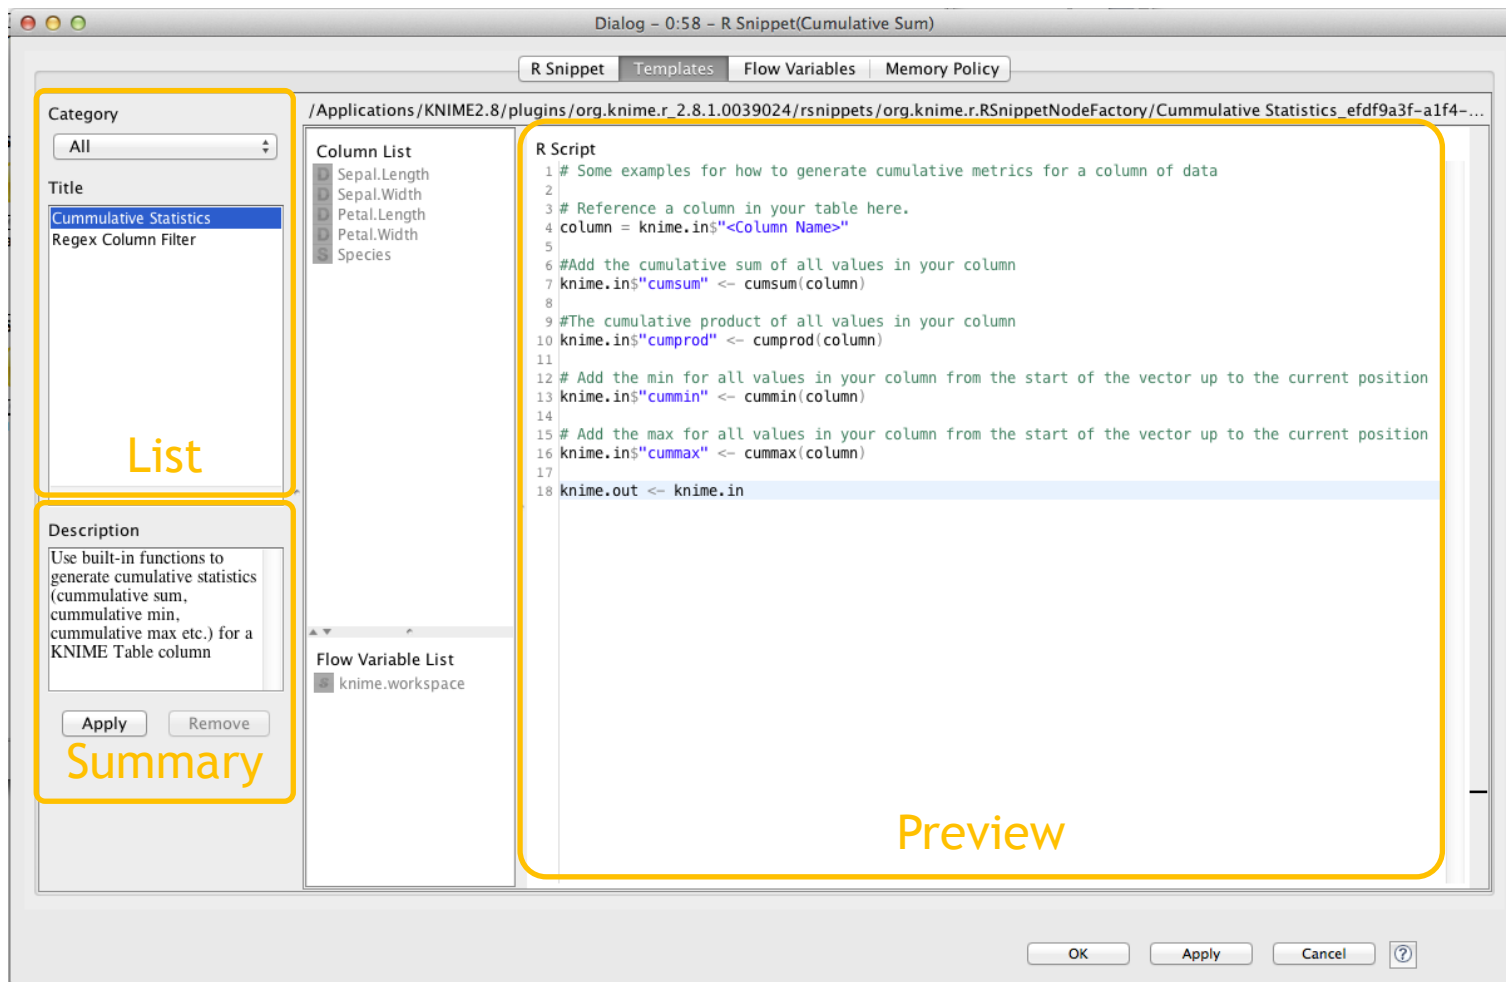 Dialog – 0:58 – R Snippet(Cumulative Sum)
R Snippet Templates Flow Variables Memory Policy
/Applications/KNIME2.8/plugins/org.knime.r_2.8.1.0039024/rsnippets/org.knime.r.RSnippetNodeFactory/Cummulative Statistics_efdf9a3f-a1f4-...
Category
All
Title
Cummulative Statistics
Regex Column Filter
List
Description
Use built-in functions to
generate cumulative statistics
(cummulative sum,
cummulative min,
cummulative max etc.) for a
KNIME Table column
Apply Remove
Summary
Column List
D Sepal.Length
D Sepal.Width
D Petal.Length
D Petal.Width
S Species
Flow Variable List
s knime.workspace
R Script
1 # Some examples for how to generate cumulative metrics for a column of data
2
3 # Reference a column in your table here.
4 column = knime.in$"<Column Name>"
5
6 #Add the cumulative sum of all values in your column
7 knime.in$"cumsum" <- cumsum(column)
8
9 #The cumulative product of all values in your column
10 knime.in$"cumprod" <- cumprod(column)
11
12 # Add the min for all values in your column from the start of the vector up to the current position
13 knime.in$"cummin" <- cummin(column)
14
15 # Add the max for all values in your column from the start of the vector up to the current position
16 knime.in$"cummax" <- cummax(column)
17
18 knime.out <- knime.in
Preview
OK Apply Cancel ?